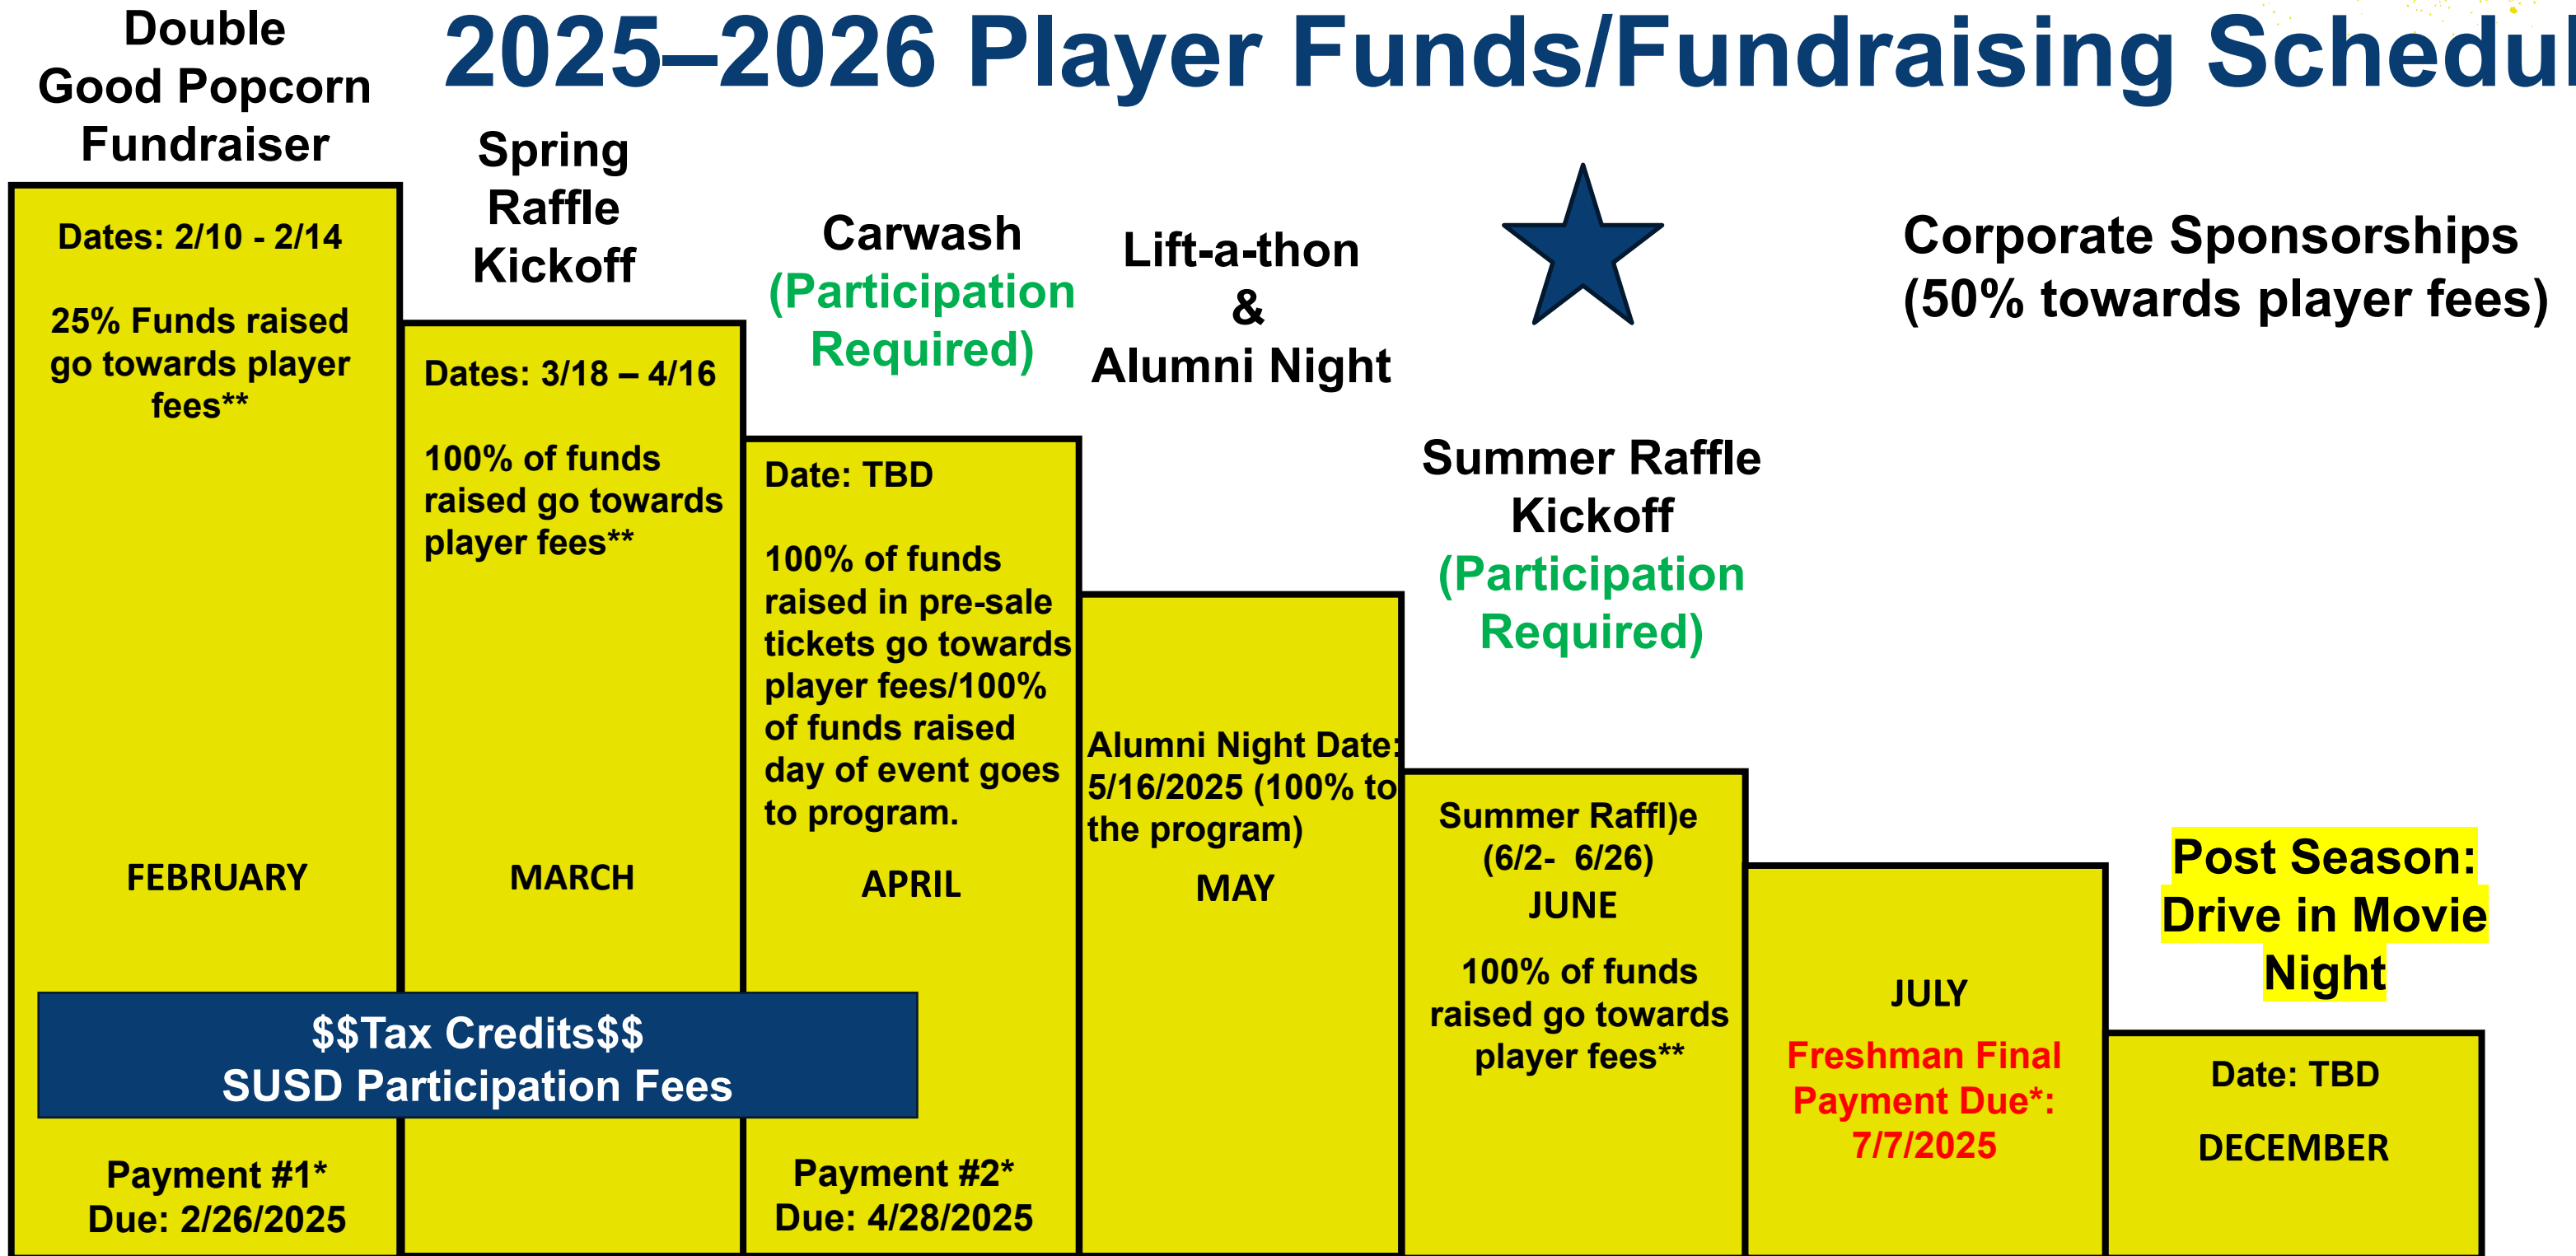 2025–2026 Player Funds/Fundraising Schedul
Double
Good Popcorn
Fundraiser
Dates: 2/10 - 2/14
25% Funds raised
go towards player
fees**
FEBRUARY
Spring
Raffle
Kickoff
Dates: 3/18 – 4/16
100% of funds
raised go towards
player fees**
MARCH
Carwash
(Participation
Required)
Date: TBD
100% of funds
raised in pre-sale
tickets go towards
player fees/100%
of funds raised
day of event goes
to program.
APRIL
$$Tax Credits$$
SUSD Participation Fees
Payment #1*
Due: 2/26/2025
Payment #2*
Due: 4/28/2025
Lift-a-thon
&
Alumni Night
Alumni Night Date:
5/16/2025 (100% to
the program)
MAY
Summer Raffle
Kickoff
(Participation
Required)
Summer Raffl)e
(6/2-  6/26)
JUNE
100% of funds
raised go towards
player fees**
Corporate Sponsorships
(50% towards player fees)
JULY
Freshman Final
Payment Due*:
7/7/2025
Post Season:
Drive in Movie
Night
Date: TBD
DECEMBER